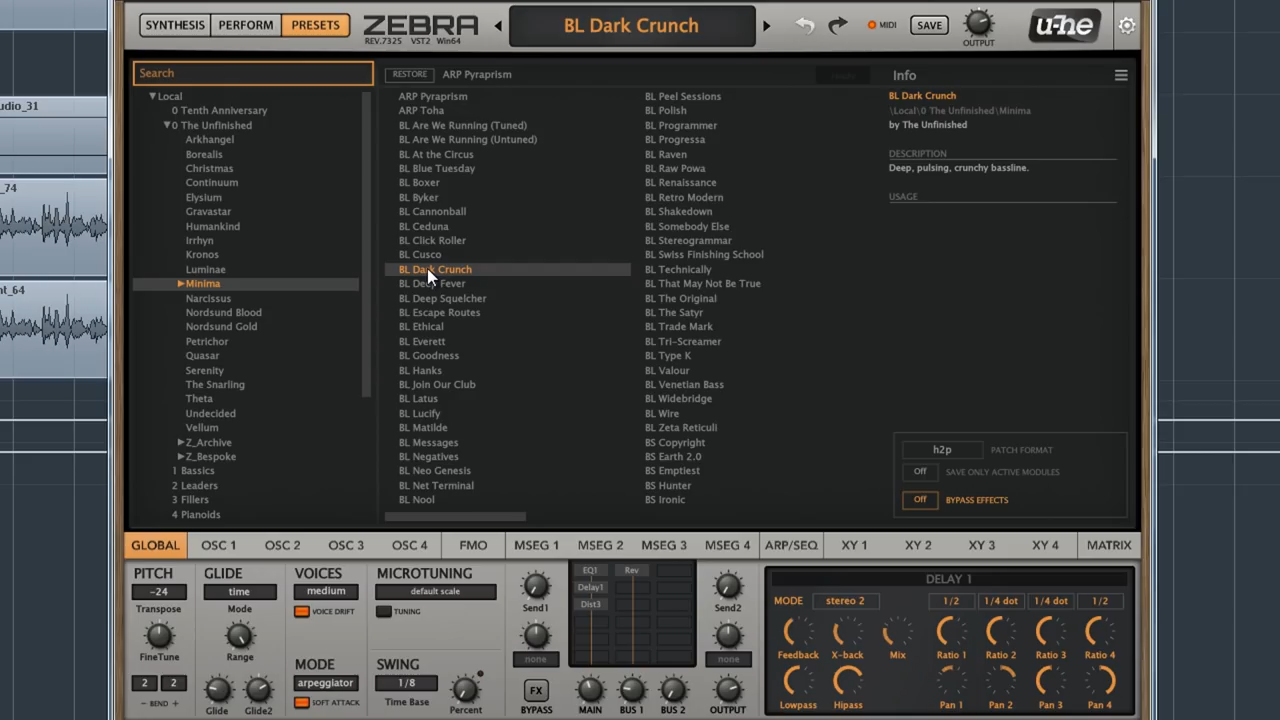 SYNTHESIS PERFORM PRESETS
ZEBRA
REV.7325 VST2 Win64
BL Dark Crunch
MIDI
SAVE
OUTPUT
u-he
Search
Local
0 Tenth Anniversary
0 The Unfinished
Arkhangel
Borealis
Christmas
Continuum
Elysium
Gravastar
Humankind
Irrhyn
Kronos
Luminae
Minima
Narcissus
Nordsund Blood
Nordsund Gold
Petrichor
Quasar
Serenity
The Snarling
Theta
Undecided
Vellum
Z_Archive
Z_Bespoke
1 Bassics
2 Leaders
3 Fillers
4 Pianoids
RESTORE ARP Pyraprism
ARP Pyraprism
ARP Toha
BL Are We Running (Tuned)
BL Are We Running (Untuned)
BL At the Circus
BL Blue Tuesday
BL Boxer
BL Byker
BL Cannonball
BL Ceduna
BL Click Roller
BL Cusco
BL Dark Crunch
BL Deep Fever
BL Deep Squelcher
BL Escape Routes
BL Ethical
BL Everett
BL Goodness
BL Hanks
BL Join Our Club
BL Latus
BL Lucify
BL Matilde
BL Messages
BL Negatives
BL Neo Genesis
BL Net Terminal
BL Nool
BL Peel Sessions
BL Polish
BL Programmer
BL Progressa
BL Raven
BL Raw Powa
BL Renaissance
BL Retro Modern
BL Shakedown
BL Somebody Else
BL Stereogrammar
BL Swiss Finishing School
BL Technically
BL That May Not Be True
BL The Original
BL The Satyr
BL Trade Mark
BL Tri-Screamer
BL Type K
BL Valour
BL Venetian Bass
BL Widebridge
BL Wire
BL Zeta Reticuli
BS Copyright
BS Earth 2.0
BS Emptiest
BS Hunter
BS Ironic
Info
BL Dark Crunch
\Local\0 The Unfinished\Minima
by The Unfinished
DESCRIPTION
Deep, pulsing, crunchy bassline.
USAGE
h2p PATCH FORMAT
Off SAVE ONLY ACTIVE MODULES
Off BYPASS EFFECTS
udio_31
_74
nt_64
GLOBAL OSC 1 OSC 2 OSC 3 OSC 4 FMO MSEG 1 MSEG 2 MSEG 3 MSEG 4 ARP/SEQ XY 1 XY 2 XY 3 XY 4 MATRIX
PITCH
-24
Transpose
FineTune
2 2
- BEND +
GLIDE
time
Mode
Range
Glide Glide2
VOICES
medium
VOICE DRIFT
MODE
arpeggiator
SOFT ATTACK
MICROTUNING
default scale
TUNING
SWING
1/8
Time Base
Percent
Send1
none
FX
BYPASS
EQ1 Rev
Delay1
Dist3
MAIN BUS 1 BUS 2 OUTPUT
Send2
none
DELAY 1
MODE stereo 2 1/2 1/4 dot 1/4 dot 1/2
Feedback X-back Mix Ratio 1 Ratio 2 Ratio 3 Ratio 4
Lowpass Hipass Pan 1 Pan 2 Pan 3 Pan 4